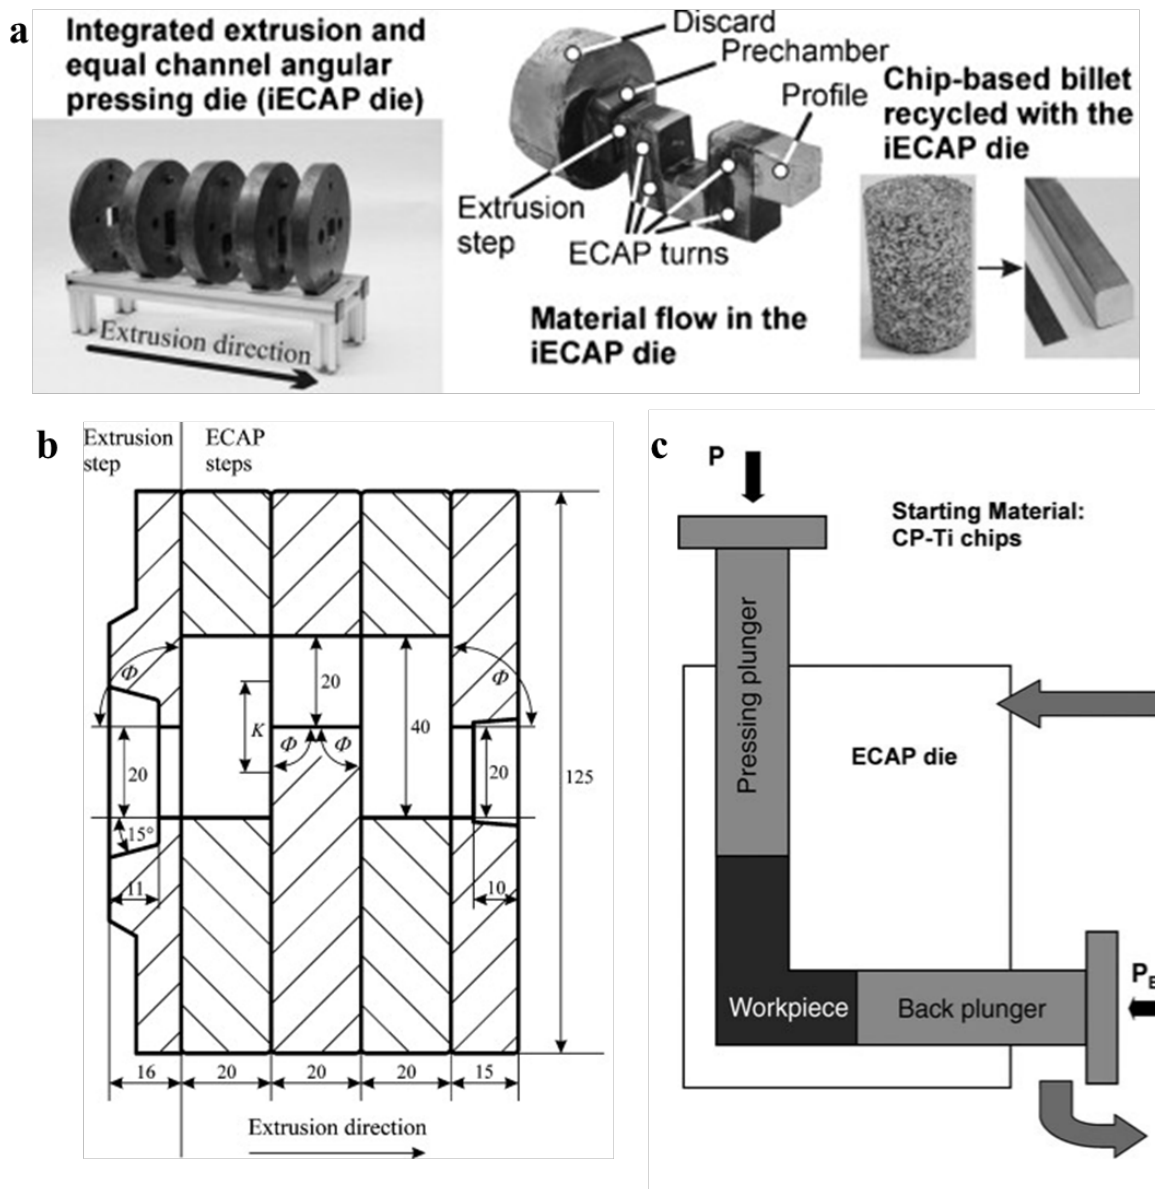 a
Integrated extrusion and
equal channel angular
pressing die (iECAP die)
Extrusion direction
Discard
Prechamber
Profile
Extrusion
step
ECAP turns
Material flow in the
iECAP die
Chip-based billet
recycled with the
iECAP die
b
Extrusion
step
ECAP
steps
Φ
Φ
20
K
Φ
Φ
40
20
20
125
15°
11
10
16
20
20
20
15
Extrusion direction
c
P
Starting Material:
CP-Ti chips
Pressing plunger
ECAP die
Workpiece
Back plunger